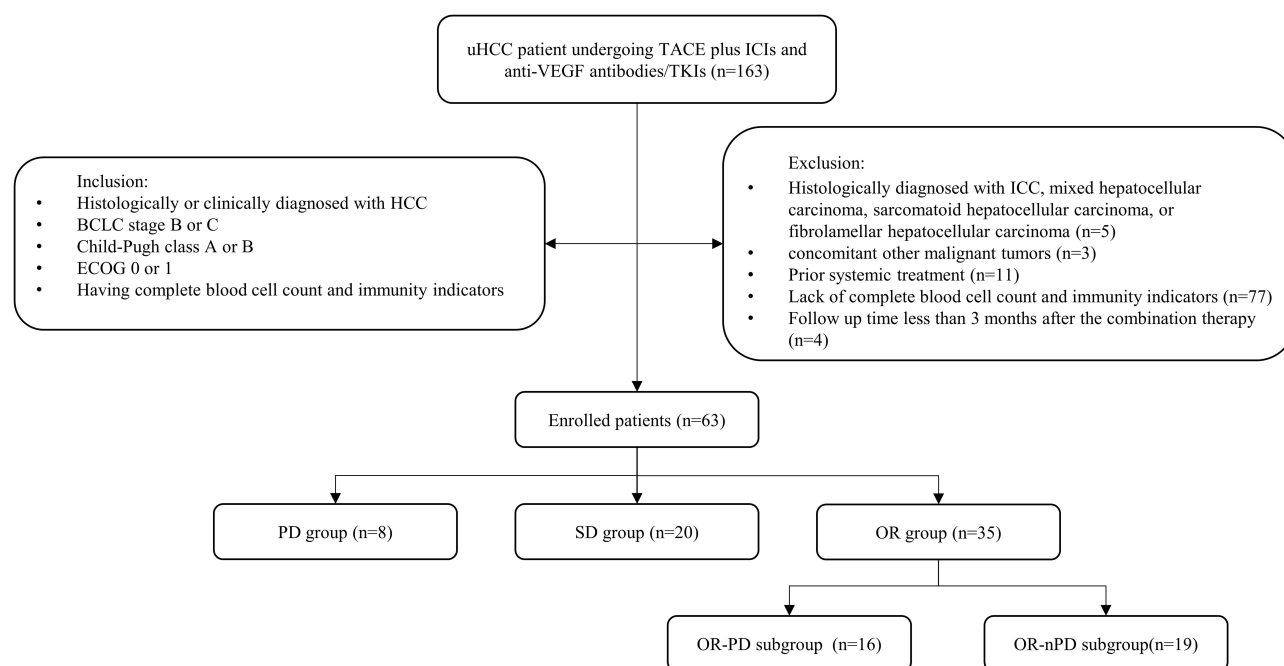 uHCC patient undergoing TACE plus ICIs and
anti-VEGF antibodies/TKIs (n=163)
Inclusion:
• Histologically or clinically diagnosed with HCC
• BCLC stage B or C
• Child-Pugh class A or B
• ECOG 0 or 1
• Having complete blood cell count and immunity indicators
Exclusion:
• Histologically diagnosed with ICC, mixed hepatocellular
carcinoma, sarcomatoid hepatocellular carcinoma, or
fibrolamellar hepatocellular carcinoma (n=5)
• concomitant other malignant tumors (n=3)
• Prior systemic treatment (n=11)
• Lack of complete blood cell count and immunity indicators (n=77)
• Follow up time less than 3 months after the combination therapy
(n=4)
Enrolled patients (n=63)
PD group (n=8)
SD group (n=20)
OR group (n=35)
OR-PD subgroup (n=16)
OR-nPD subgroup(n=19)